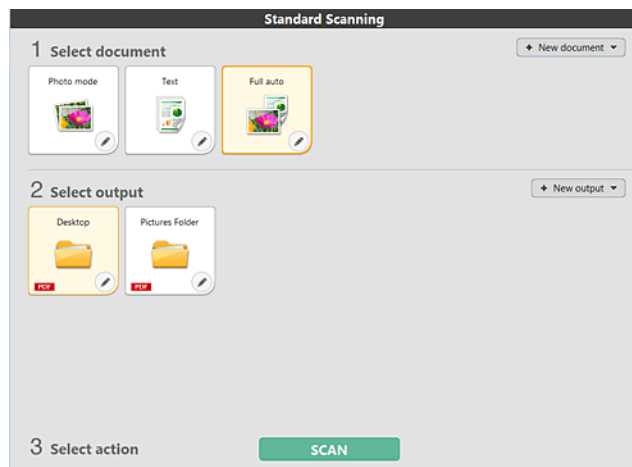 Standard Scanning
1 Select document
+ New document
Photo mode
Text
Full auto
2 Select output
+ New output
Desktop
Pictures Folder
PDF
PDF
3 Select action
SCAN